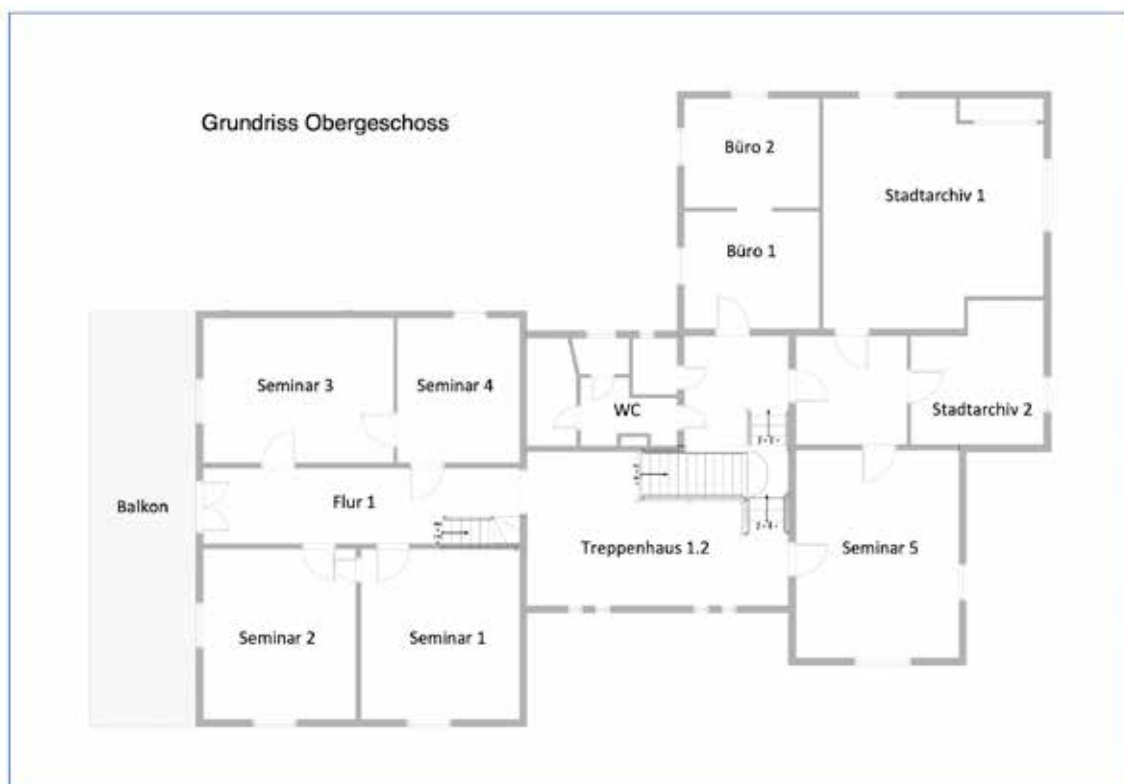 Grundriss Obergeschoss
Büro 2
Stadtarchiv 1
Büro 1
Seminar 3
Seminar 4
WC
Stadtarchiv 2
Balkon
Flur 1
Treppenhaus 1.2
Seminar 5
Seminar 2
Seminar 1